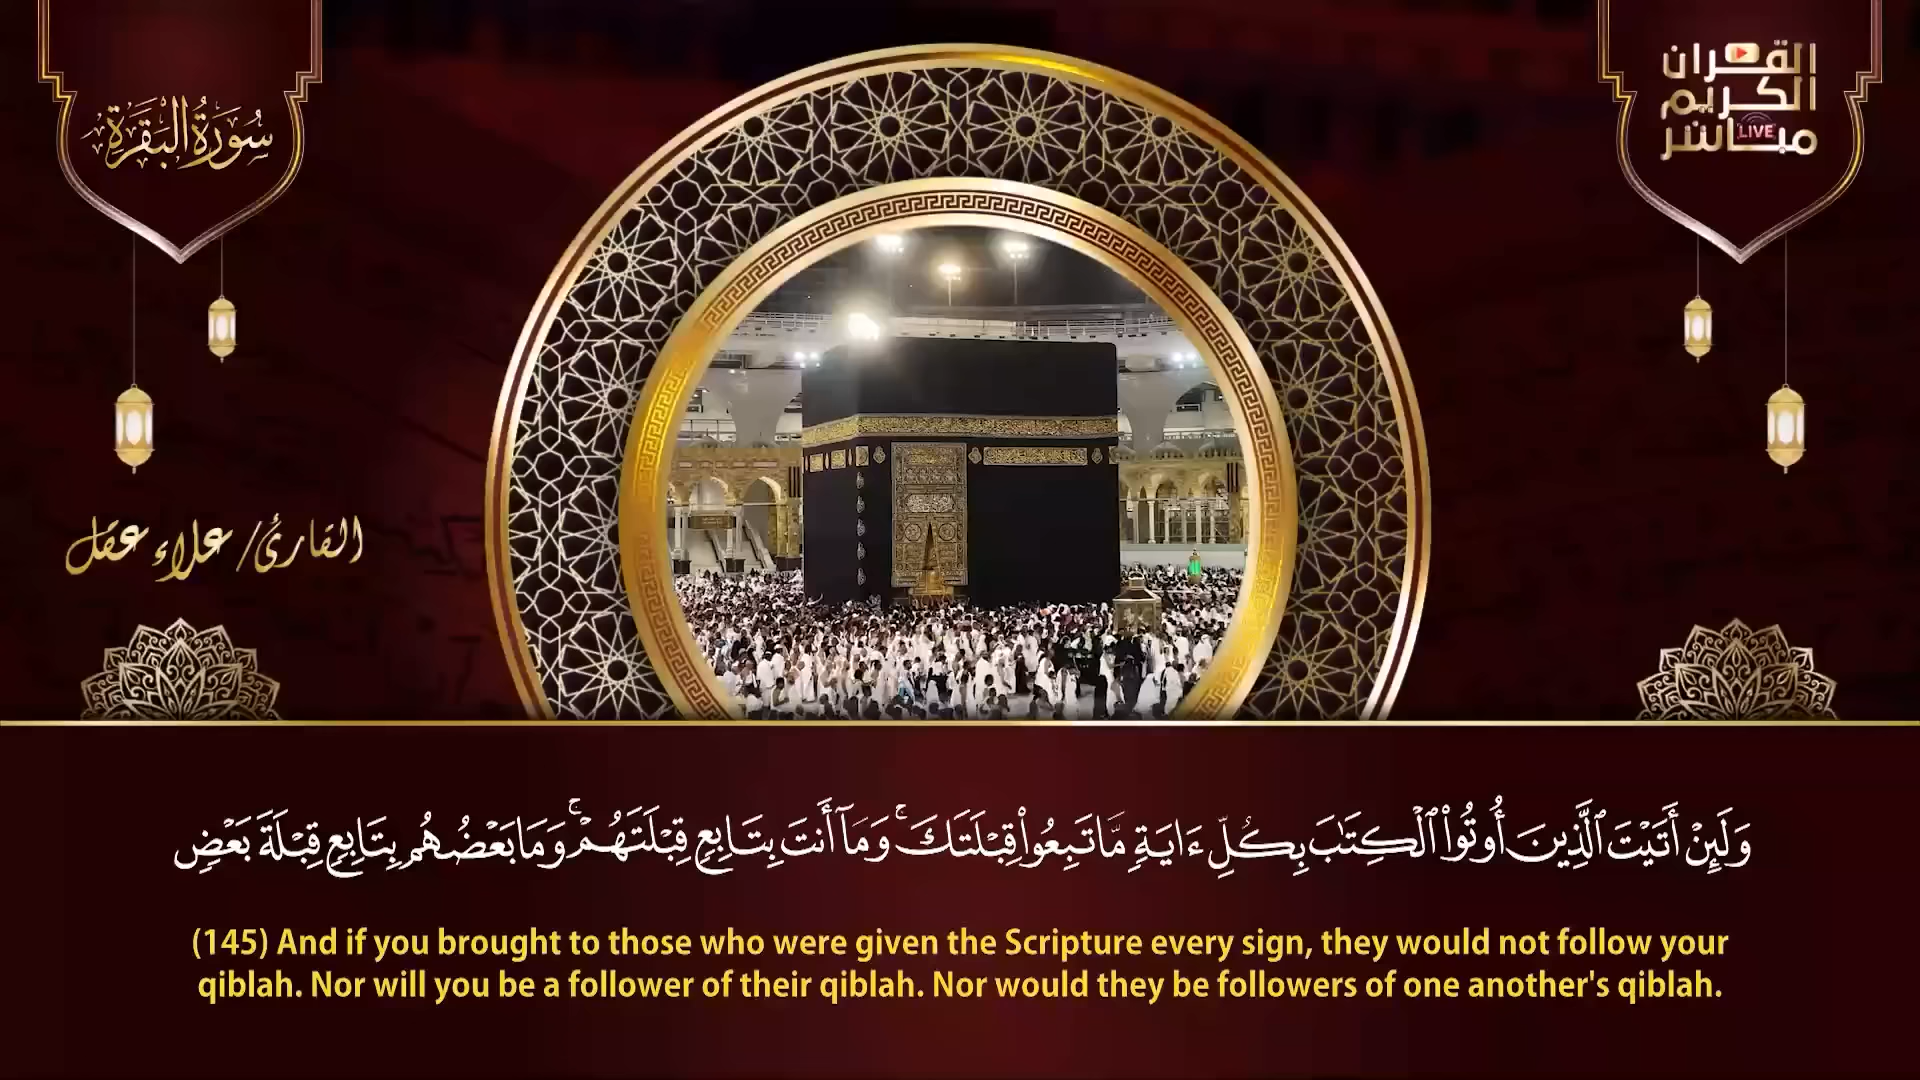 سُورَةُ البَقَرَةِ
القرآن
الكريم
مباشر
LIVE
القارئ/ علاء عقل
وَلَئِنْ أَتَيْتَ ٱلَّذِينَ أُوتُوا۟ ٱلْكِتَٰبَ بِكُلِّ ءَايَةٍ مَّا تَبِعُوا۟ قِبْلَتَكَ ۚ وَمَآ أَنتَ بِتَابِعٍ قِبْلَتَهُمْ ۚ وَمَا بَعْضُهُم بِتَابِعٍ قِبْلَةَ بَعْضٍ
(145) And if you brought to those who were given the Scripture every sign, they would not follow your
qiblah. Nor will you be a follower of their qiblah. Nor would they be followers of one another's qiblah.